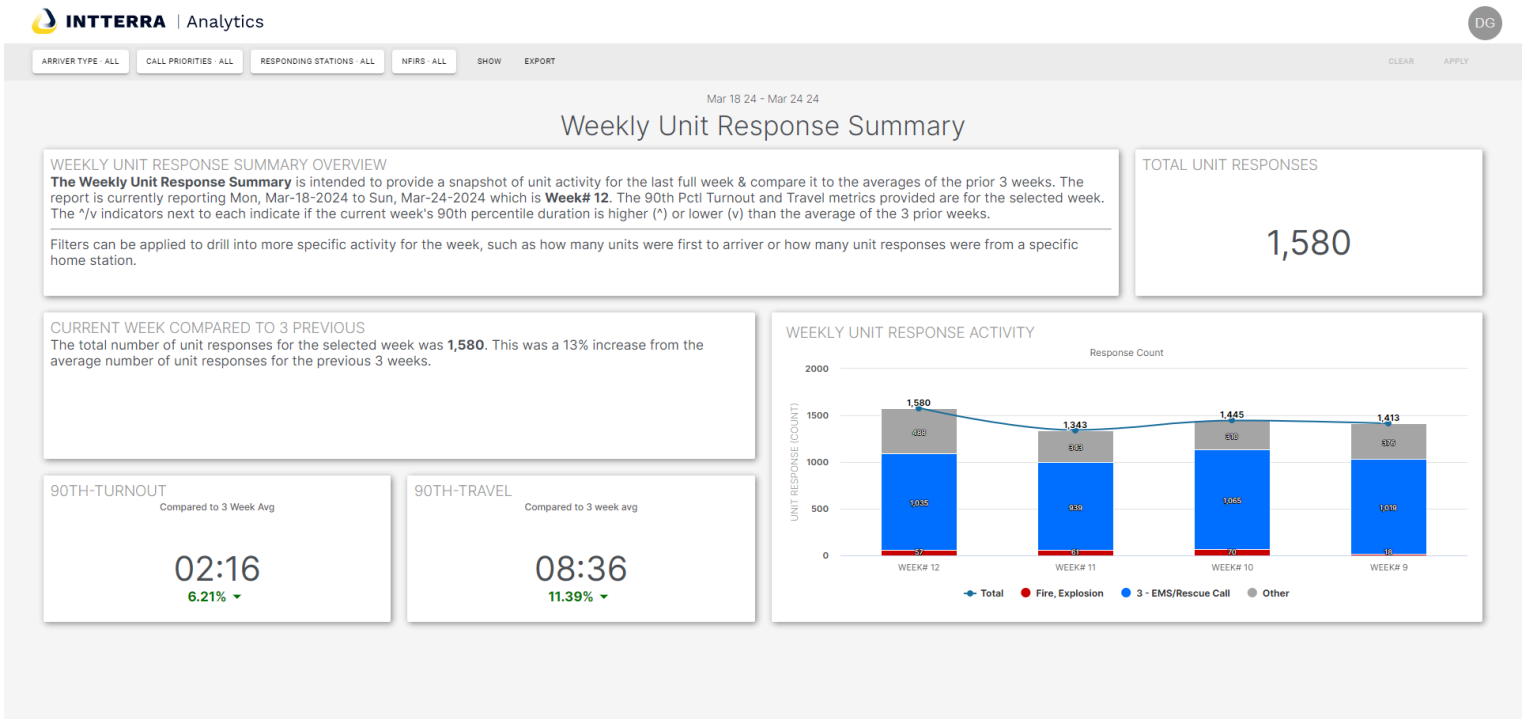 INTTERRA | Analytics
DG
ARRIVER TYPE · ALL
CALL PRIORITIES · ALL
RESPONDING STATIONS · ALL
NFIRS · ALL
SHOW
EXPORT
CLEAR
APPLY
Mar 18 24 - Mar 24 24
Weekly Unit Response Summary
WEEKLY UNIT RESPONSE SUMMARY OVERVIEW
The Weekly Unit Response Summary is intended to provide a snapshot of unit activity for the last full week & compare it to the averages of the prior 3 weeks. The
report is currently reporting Mon, Mar-18-2024 to Sun, Mar-24-2024 which is Week# 12. The 90th Pctl Turnout and Travel metrics provided are for the selected week.
The ^/v indicators next to each indicate if the current week's 90th percentile duration is higher (^) or lower (v) than the average of the 3 prior weeks.
Filters can be applied to drill into more specific activity for the week, such as how many units were first to arriver or how many unit responses were from a specific
home station.
TOTAL UNIT RESPONSES
1,580
CURRENT WEEK COMPARED TO 3 PREVIOUS
The total number of unit responses for the selected week was 1,580. This was a 13% increase from the
average number of unit responses for the previous 3 weeks.
90TH-TURNOUT
Compared to 3 Week Avg
02:16
6.21%
90TH-TRAVEL
Compared to 3 week avg
08:36
11.39%
WEEKLY UNIT RESPONSE ACTIVITY
Response Count
UNIT RESPONSE (COUNT)
2000
1500
1000
500
0
1,580
488
1,035
57
1,343
343
939
61
1,445
310
1,065
70
1,413
376
1,019
18
WEEK# 12
WEEK# 11
WEEK# 10
WEEK# 9
Total
Fire, Explosion
3 - EMS/Rescue Call
Other